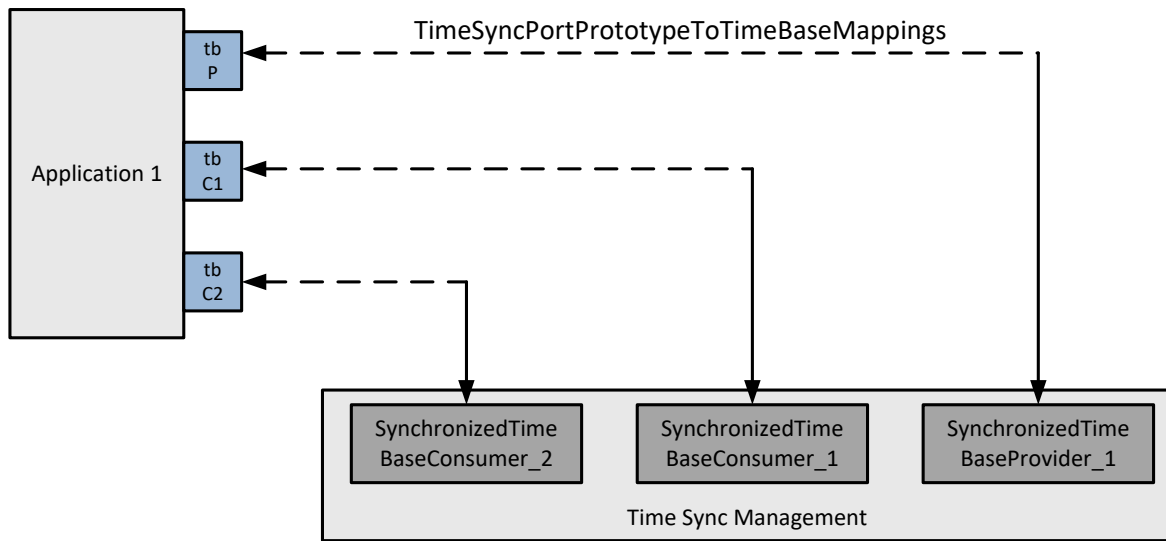 TimeSyncPortPrototypeToTimeBaseMappings
tb
P
Application 1
tb
C1
tb
C2
SynchronizedTime
BaseConsumer_2
SynchronizedTime
BaseConsumer_1
SynchronizedTime
BaseProvider_1
Time Sync Management